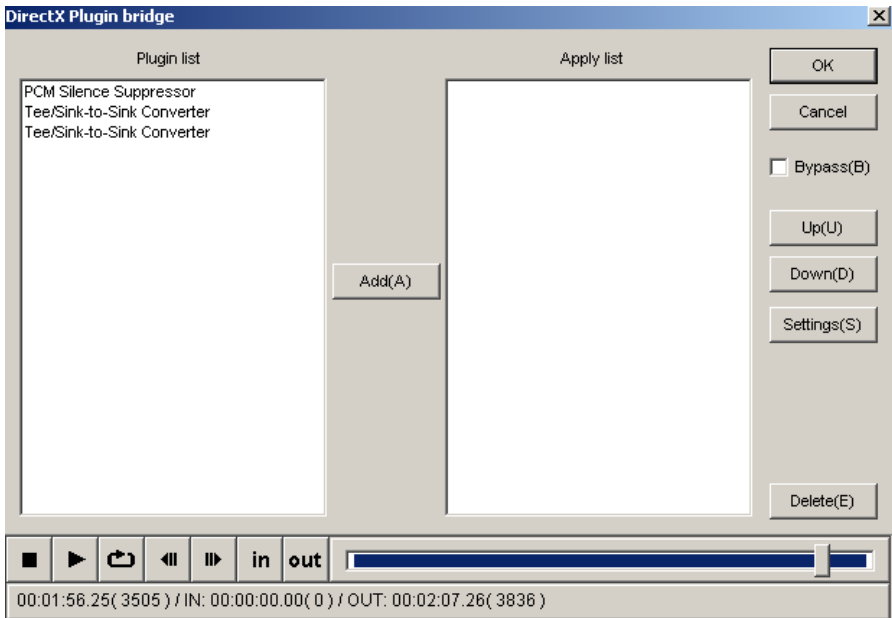 DirectX Plugin bridge
Plugin list
Apply list
PCM Silence Suppressor
Tee/Sink-to-Sink Converter
Tee/Sink-to-Sink Converter
Add(A)
OK
Cancel
Bypass(B)
Up(U)
Down(D)
Settings(S)
Delete(E)
in
out
00:01:56.25( 3505 ) / IN: 00:00:00.00( 0 ) / OUT: 00:02:07.26( 3836 )